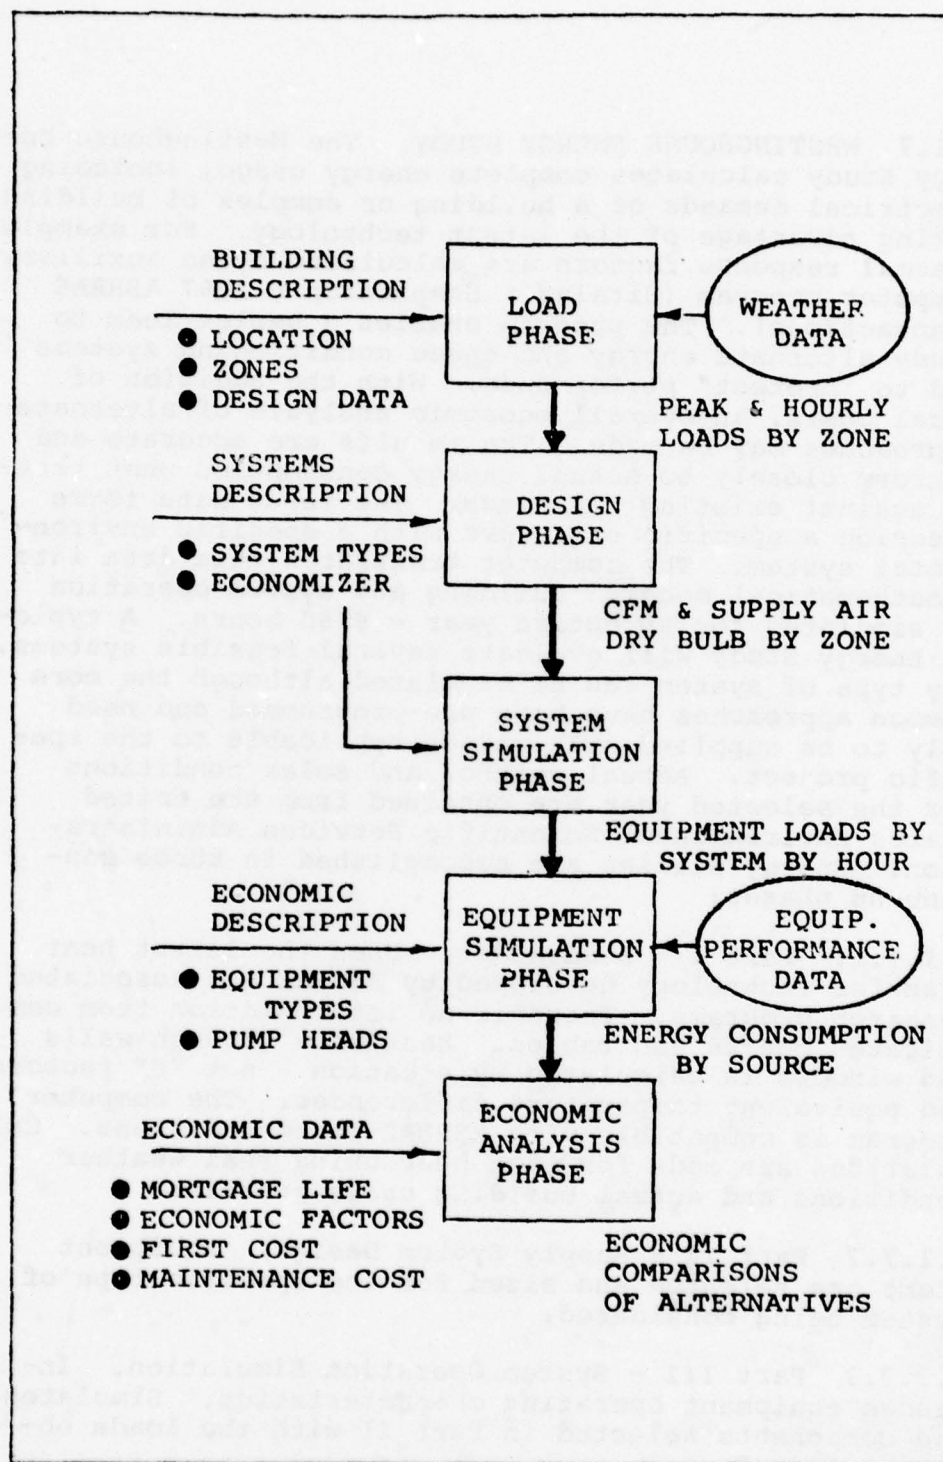 BUILDING
DESCRIPTION
● LOCATION
● ZONES
● DESIGN DATA
LOAD
PHASE
WEATHER
DATA
PEAK & HOURLY
LOADS BY ZONE
SYSTEMS
DESCRIPTION
● SYSTEM TYPES
● ECONOMIZER
DESIGN
PHASE
CFM & SUPPLY AIR
DRY BULB BY ZONE
SYSTEM
SIMULATION
PHASE
EQUIPMENT LOADS BY
SYSTEM BY HOUR
ECONOMIC
DESCRIPTION
● EQUIPMENT
TYPES
● PUMP HEADS
EQUIPMENT
SIMULATION
PHASE
EQUIP.
PERFORMANCE
DATA
ENERGY CONSUMPTION
BY SOURCE
ECONOMIC DATA
● MORTGAGE LIFE
● ECONOMIC FACTORS
● FIRST COST
● MAINTENANCE COST
ECONOMIC
ANALYSIS
PHASE
ECONOMIC
COMPARISONS
OF ALTERNATIVES